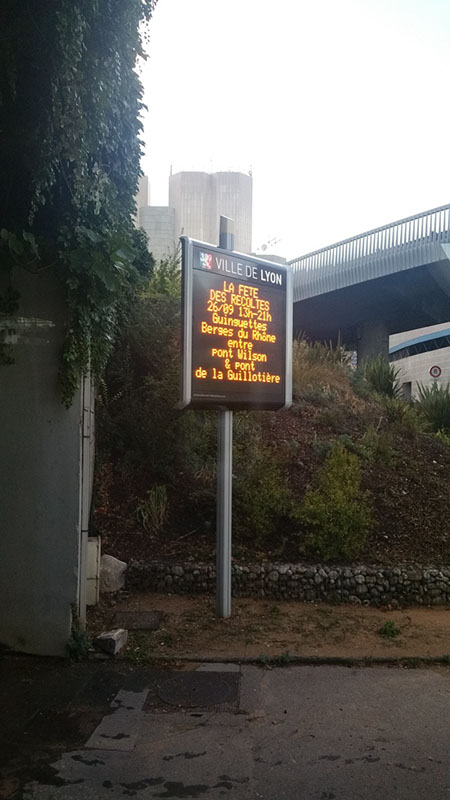 VILLE DE LYON
LA FETE
DES RECOLTES
26/09 13h-21h
Guinguettes
Berges du Rhône
entre
pont Wilson
& pont
de la Guillotière